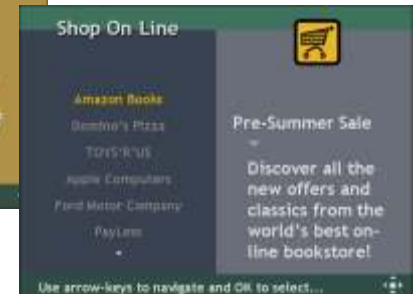 Shop On Line
Amazon Books
Domino's Pizza
TOYS'R'US
Apple Computers
Ford Motor Company
PayLess
Pre-Summer Sale
Discover all the
new offers and
classics from the
world's best on-
line bookstore!
Use arrow-keys to navigate and OK to select...